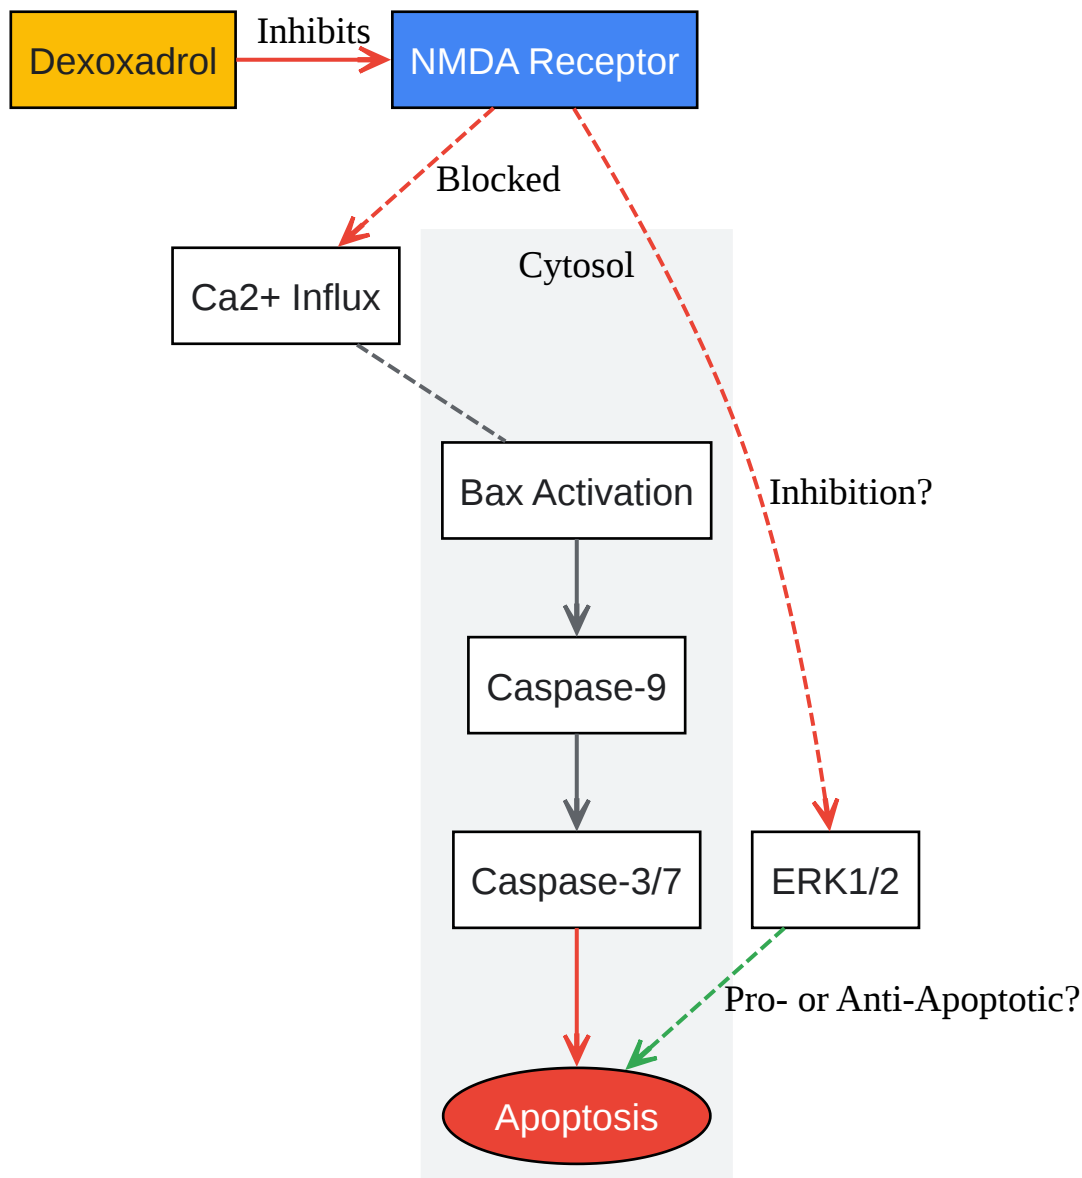 Dexoxadrol
Inhibits
NMDA Receptor
Blocked
Cytosol
Ca2+ Influx
Bax Activation
Inhibition?
Caspase-9
Caspase-3/7
ERK1/2
Pro- or Anti-Apoptotic?
Apoptosis